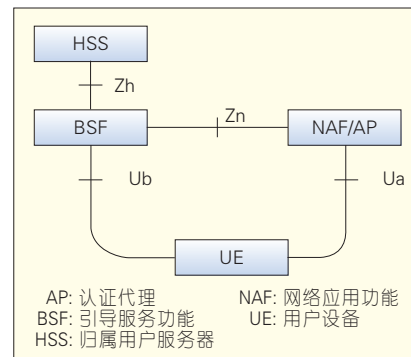 HSS
Zh
Zn
BSF
NAF/AP
Ub
Ua
UE
AP: 认证代理
NAF: 网络应用功能
BSF: 引导服务功能
UE: 用户设备
HSS: 归属用户服务器